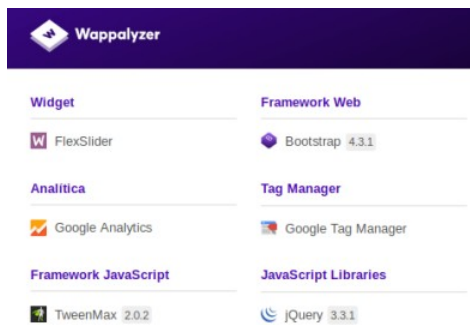 Wappalyzer
Widget
Framework Web
FlexSlider
Bootstrap 4.3.1
Analítica
Tag Manager
Google Analytics
Google Tag Manager
Framework JavaScript
JavaScript Libraries
TweenMax 2.0.2
jQuery 3.3.1